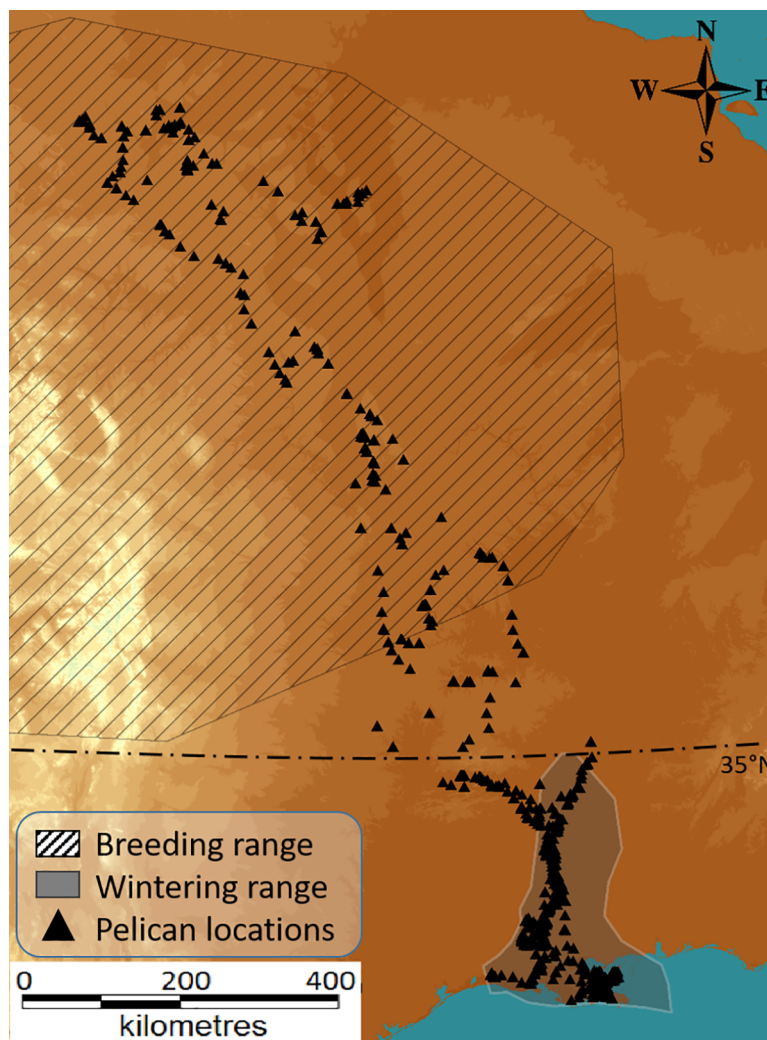 N
W E
S
35°N
Breeding range
Wintering range
Pelican locations
0 200 400
kilometres